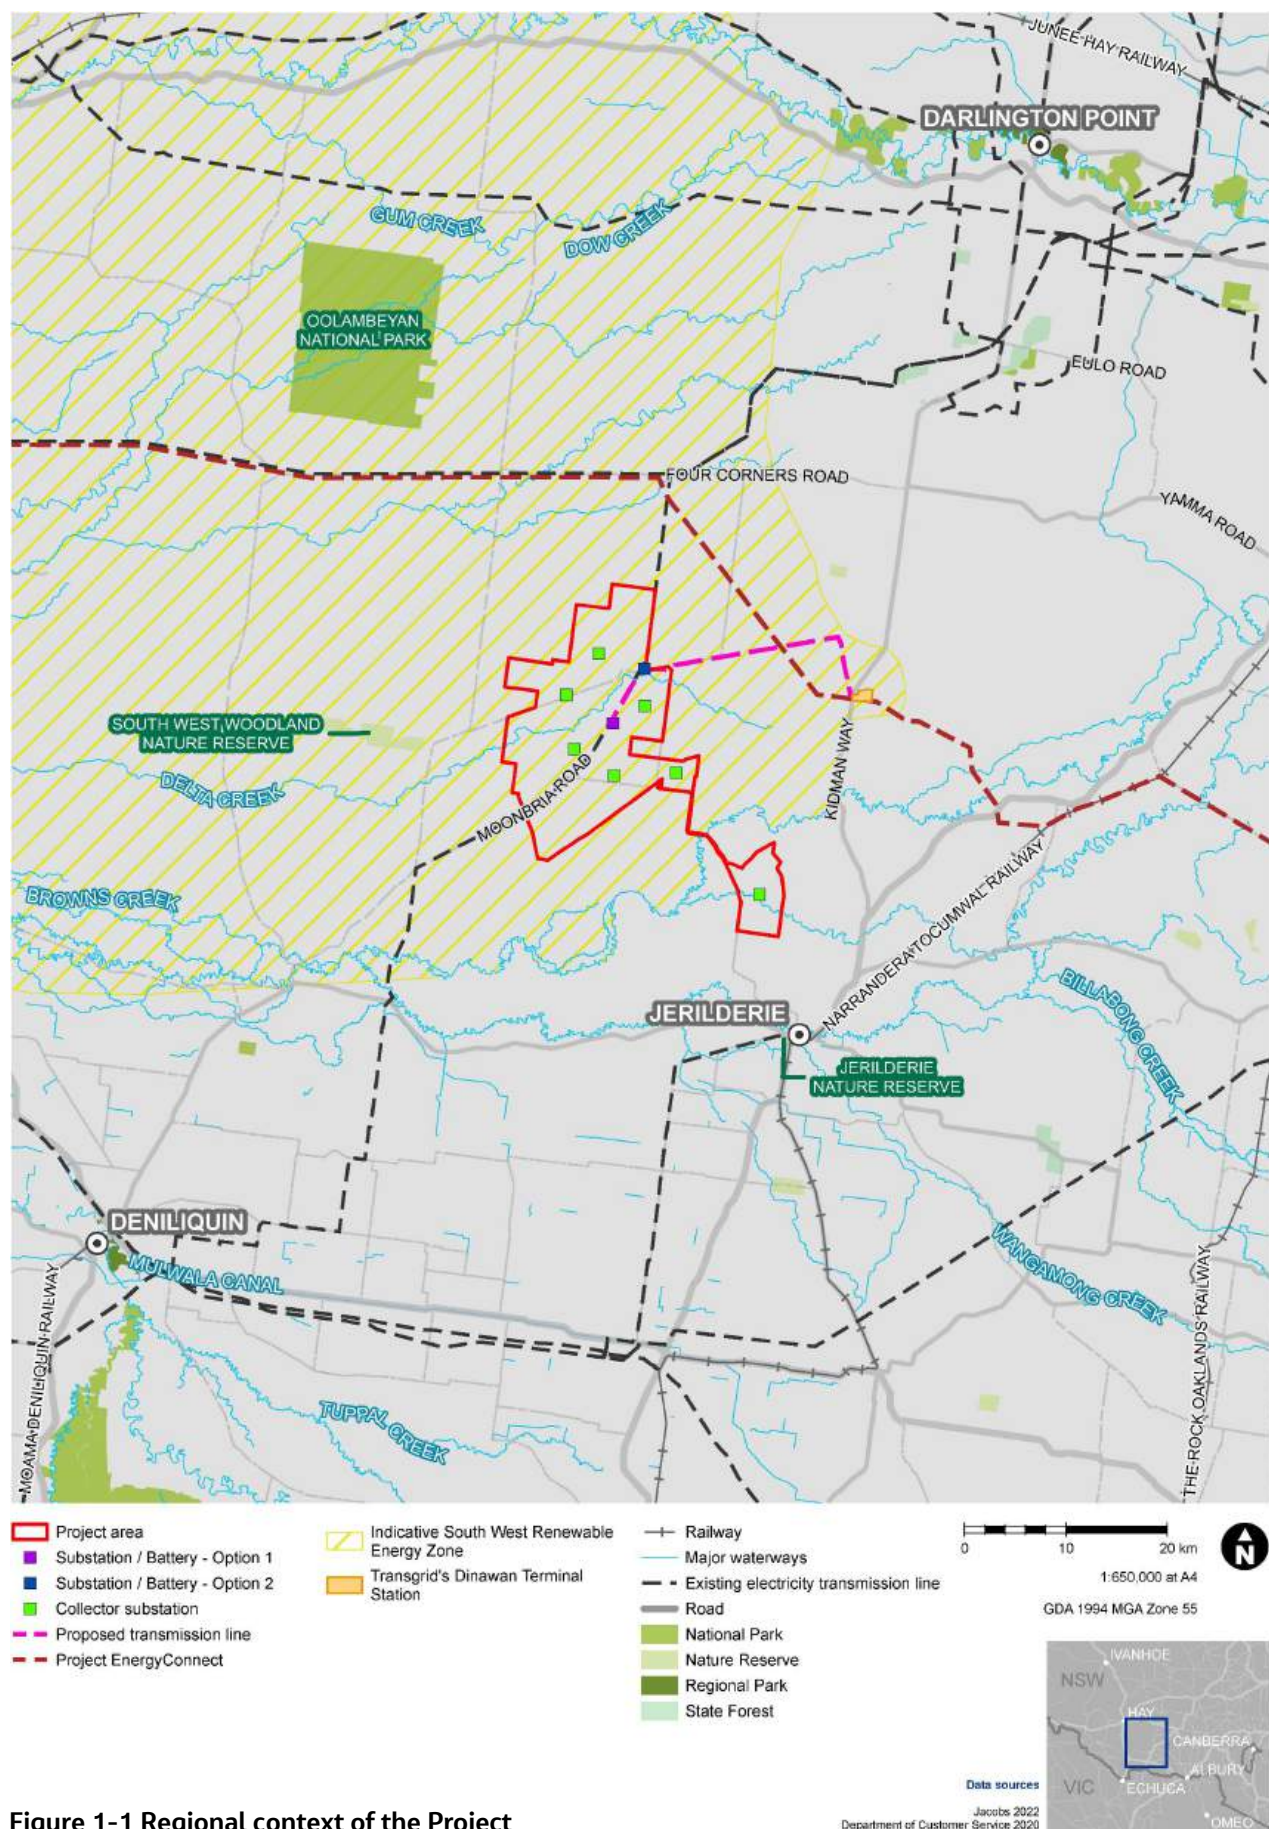 JUNEE HAY RAILWAY
DARLINGTON POINT
GUM CREEK
DOW CREEK
OOLAMBEYAN
NATIONAL PARK
EULO ROAD
FOUR CORNERS ROAD
YAMMA ROAD
SOUTH WEST WOODLAND
NATURE RESERVE
DELTA CREEK
MOONBRIA ROAD
KIDMAN WAY
BROWNS CREEK
NARRANDERA TOCUMWAL RAILWAY
JERILDERIE
BILLABONG CREEK
JERILDERIE
NATURE RESERVE
DENILIQUIN
MULWALA CANAL
WANGAMONG CREEK
MOAMA DENILIQUIN RAILWAY
TUPPAL CREEK
THE ROCK OAKLANDS RAILWAY
Project area
Substation / Battery - Option 1
Substation / Battery - Option 2
Collector substation
Proposed transmission line
Project EnergyConnect
Indicative South West Renewable
Energy Zone
Transgrid's Dinawan Terminal
Station
Railway
Major waterways
Existing electricity transmission line
Road
National Park
Nature Reserve
Regional Park
State Forest
0 10 20 km
N
1:650,000 at A4
GDA 1994 MGA Zone 55
IVANHOE
NSW
HAY
CANBERRA
ALBURY
VIC
ECHUCA
OMEO
Data sources
Jacobs 2022
Department of Customer Service 2020
Figure 1-1 Regional context of the Project